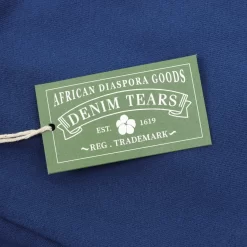 AFRICAN DIASPORA GOODS
DENIM TEARS
EST. 1619
REG. TRADEMARK